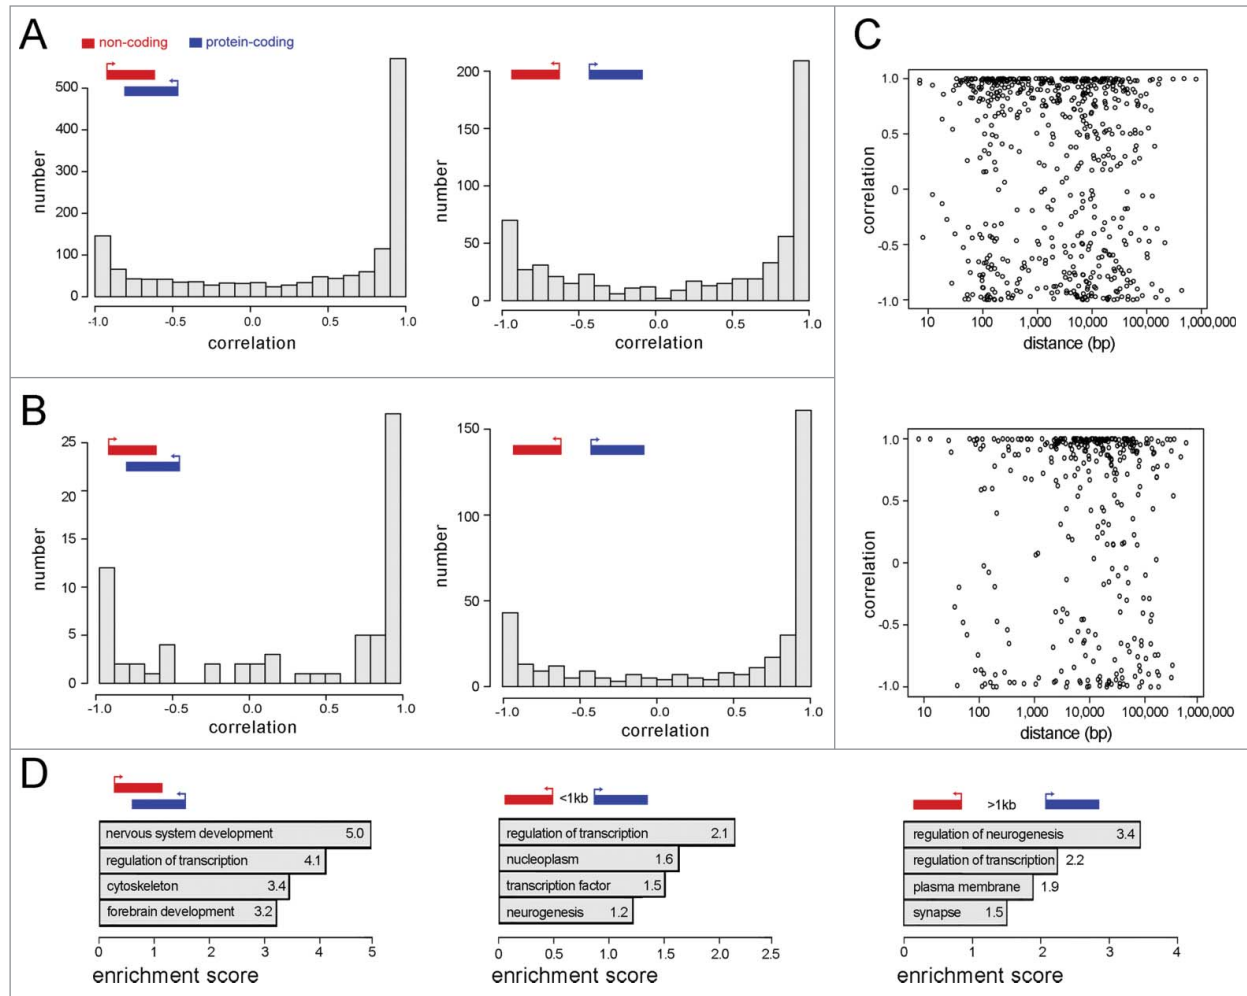 A
non-coding
protein-coding
number
500
400
300
200
100
0
-1.0
-0.5
0.0
0.5
1.0
correlation
number
200
150
100
50
0
-1.0
-0.5
0.0
0.5
1.0
correlation
C
correlation
1.0
0.5
0
-0.5
-1.0
10
100
1,000
10,000
100,000
1,000,000
distance (bp)
B
number
25
20
15
10
5
0
-1.0
-0.5
0.0
0.5
1.0
correlation
number
150
100
50
0
-1.0
-0.5
0.0
0.5
1.0
correlation
correlation
1.0
0.5
0
-0.5
-1.0
10
100
1,000
10,000
100,000
1,000,000
distance (bp)
D
nervous system development 5.0
regulation of transcription 4.1
cytoskeleton 3.4
forebrain development 3.2
0 1 2 3 4 5
enrichment score
<1kb
regulation of transcription 2.1
nucleoplasm 1.6
transcription factor 1.5
neurogenesis 1.2
0 0.5 1.0 1.5 2.0 2.5
enrichment score
>1kb
regulation of neurogenesis 3.4
regulation of transcription 2.2
plasma membrane 1.9
synapse 1.5
0 1 2 3 4
enrichment score